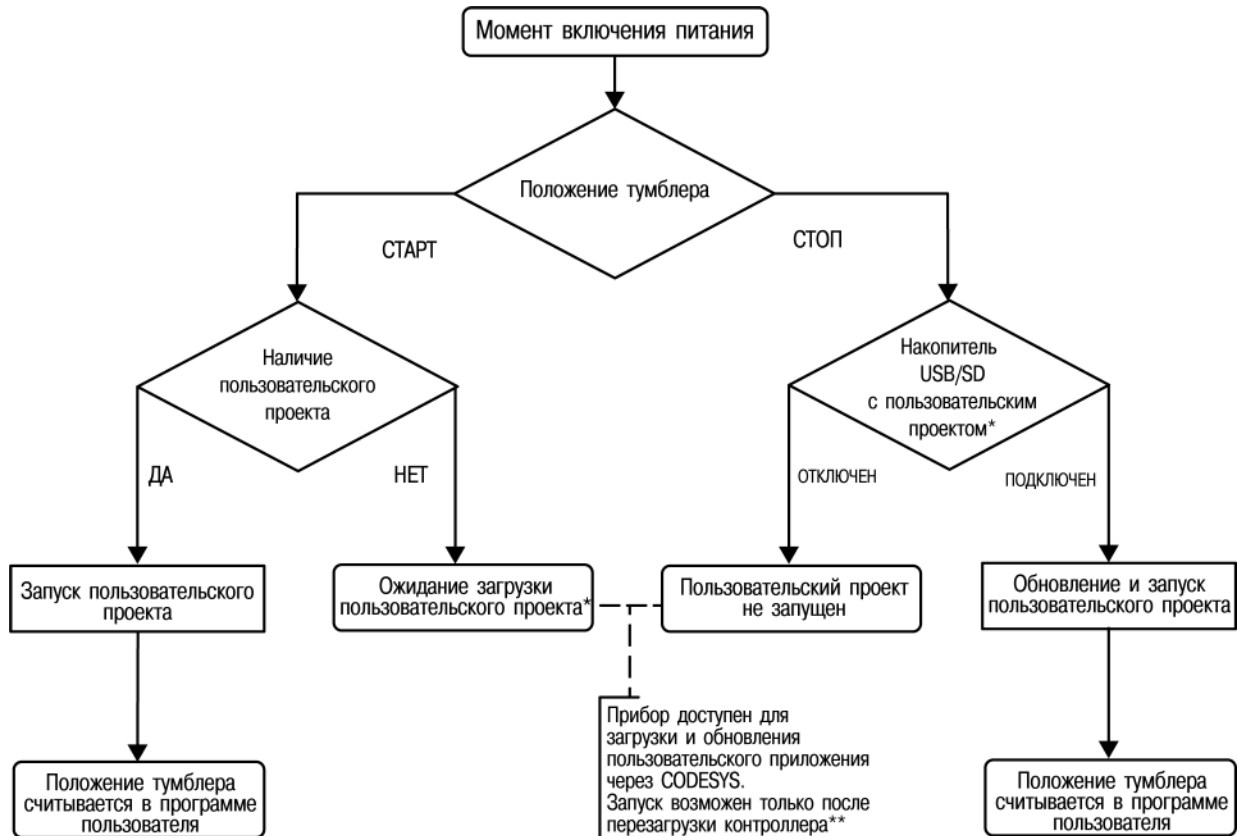 Момент включения питания
Положение тумблера
СТАРТ
СТОП
Наличие
пользовательского
проекта
Накопитель
USB/SD
с пользовательским
проектом*
ДА
НЕТ
ОТКЛЮЧЕН
ПОДКЛЮЧЕН
Запуск пользовательского
проекта
Ожидание загрузки
пользовательского проекта*
Пользовательский проект
не запущен
Обновление и запуск
пользовательского проекта
Прибор доступен для
загрузки и обновления
пользовательского приложения
через CODESYS.
Запуск возможен только после
перезагрузки контроллера**
Положение тумблера
считывается в программе
пользователя
Положение тумблера
считывается в программе
пользователя